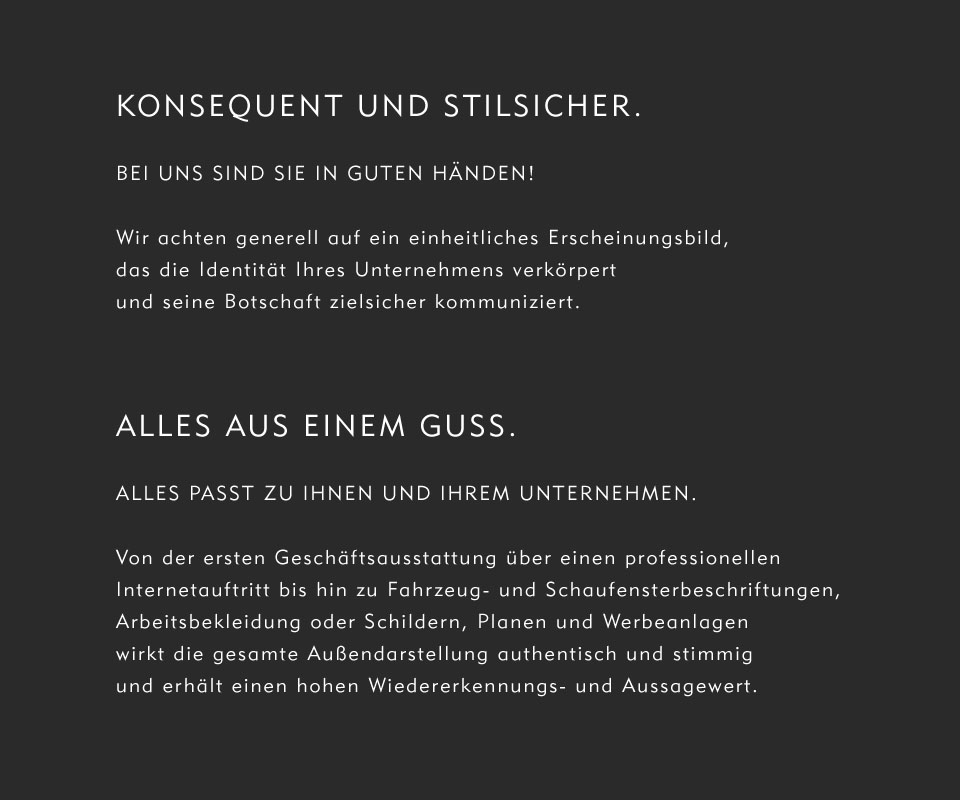 KONSEQUENT UND STILSICHER.
BEI UNS SIND SIE IN GUTEN HÄNDEN!
Wir achten generell auf ein einheitliches Erscheinungsbild,
das die Identität Ihres Unternehmens verkörpert
und seine Botschaft zielsicher kommuniziert.
ALLES AUS EINEM GUSS.
ALLES PASST ZU IHNEN UND IHREM UNTERNEHMEN.
Von der ersten Geschäftsausstattung über einen professionellen
Internetauftritt bis hin zu Fahrzeug- und Schaufensterbeschriftungen,
Arbeitsbekleidung oder Schildern, Planen und Werbeanlagen
wirkt die gesamte Außendarstellung authentisch und stimmig
und erhält einen hohen Wiedererkennungs- und Aussagewert.